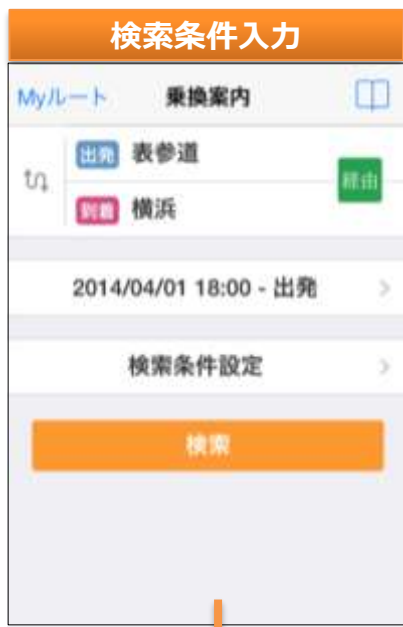 検索条件入力
Myルート 乗換案内
出発 表参道
経由
到着 横浜
2014/04/01 18:00 - 出発
検索条件設定
検索